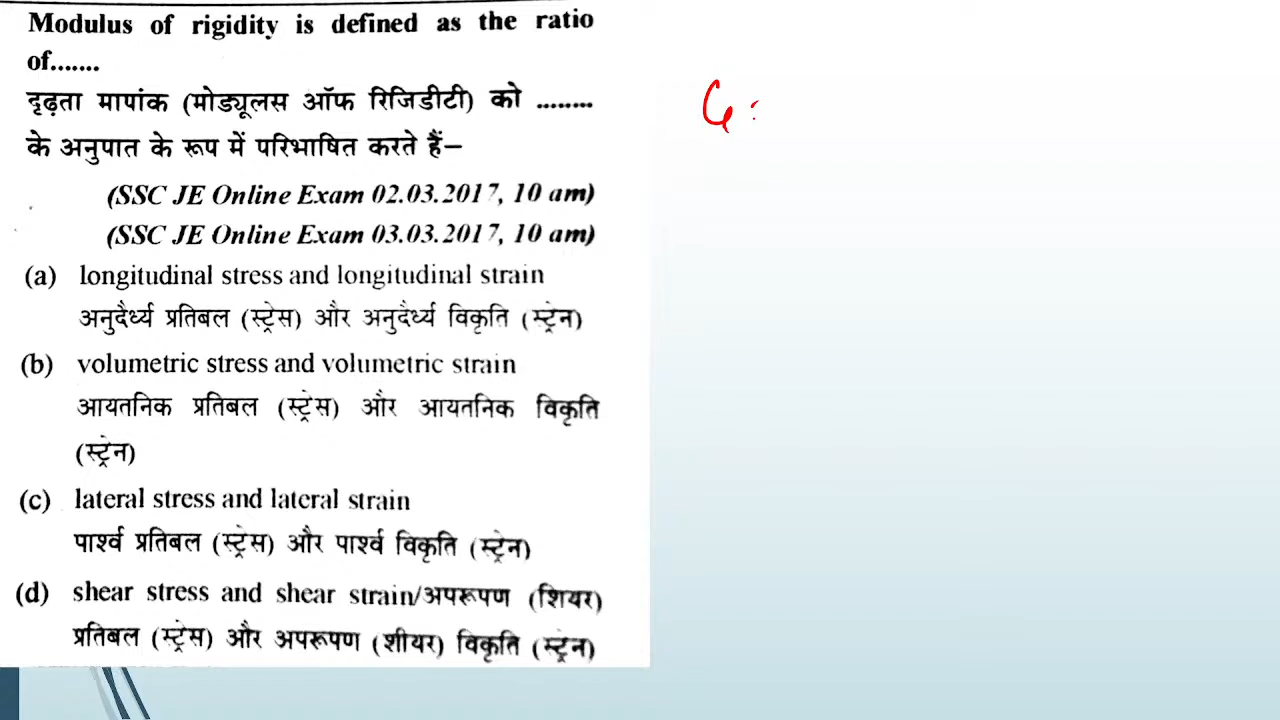 Modulus of rigidity is defined as the ratio
of.......
दृढ़ता मापांक (मोड्यूलस ऑफ रिजिडीटी) को ........
के अनुपात के रूप में परिभाषित करते हैं–
(SSC JE Online Exam 02.03.2017, 10 am)
(SSC JE Online Exam 03.03.2017, 10 am)
(a) longitudinal stress and longitudinal strain
अनुदैर्ध्य प्रतिबल (स्ट्रेस) और अनुदैर्ध्य विकृति (स्ट्रेन)
(b) volumetric stress and volumetric strain
आयतनिक प्रतिबल (स्ट्रेस) और आयतनिक विकृति
(स्ट्रेन)
(c) lateral stress and lateral strain
पार्श्व प्रतिबल (स्ट्रेस) और पार्श्व विकृति (स्ट्रेन)
(d) shear stress and shear strain/अपरूपण (शियर)
प्रतिबल (स्ट्रेस) और अपरूपण (शीयर) विकृति (स्ट्रेन)
G :